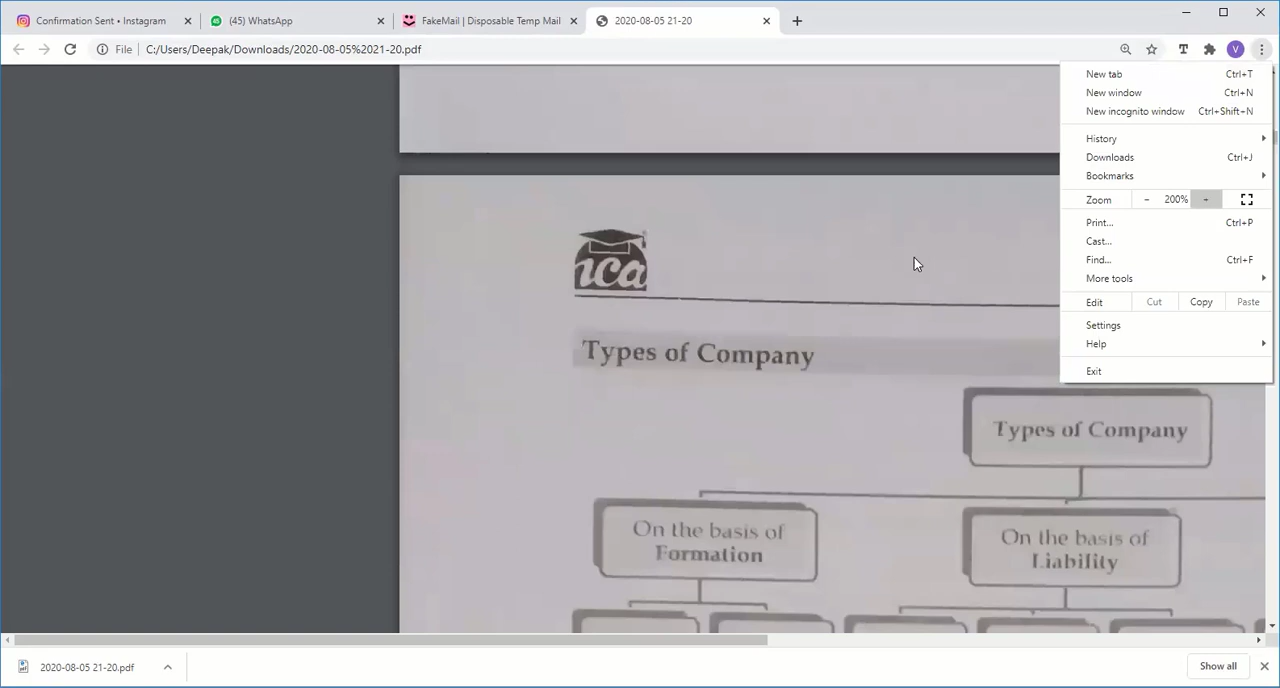 Confirmation Sent • Instagram
(45) WhatsApp
FakeMail | Disposable Temp Mail
2020-08-05 21-20
File
C:/Users/Deepak/Downloads/2020-08-05%2021-20.pdf
T
V
New tab Ctrl+T
New window Ctrl+N
New incognito window Ctrl+Shift+N
History
Downloads Ctrl+J
Bookmarks
Zoom - 200% +
Print... Ctrl+P
Cast...
Find... Ctrl+F
More tools
Edit Cut Copy Paste
Settings
Help
Exit
ica
Types of Company
Types of Company
On the basis of
Formation
On the basis of
Liability
2020-08-05 21-20.pdf
Show all